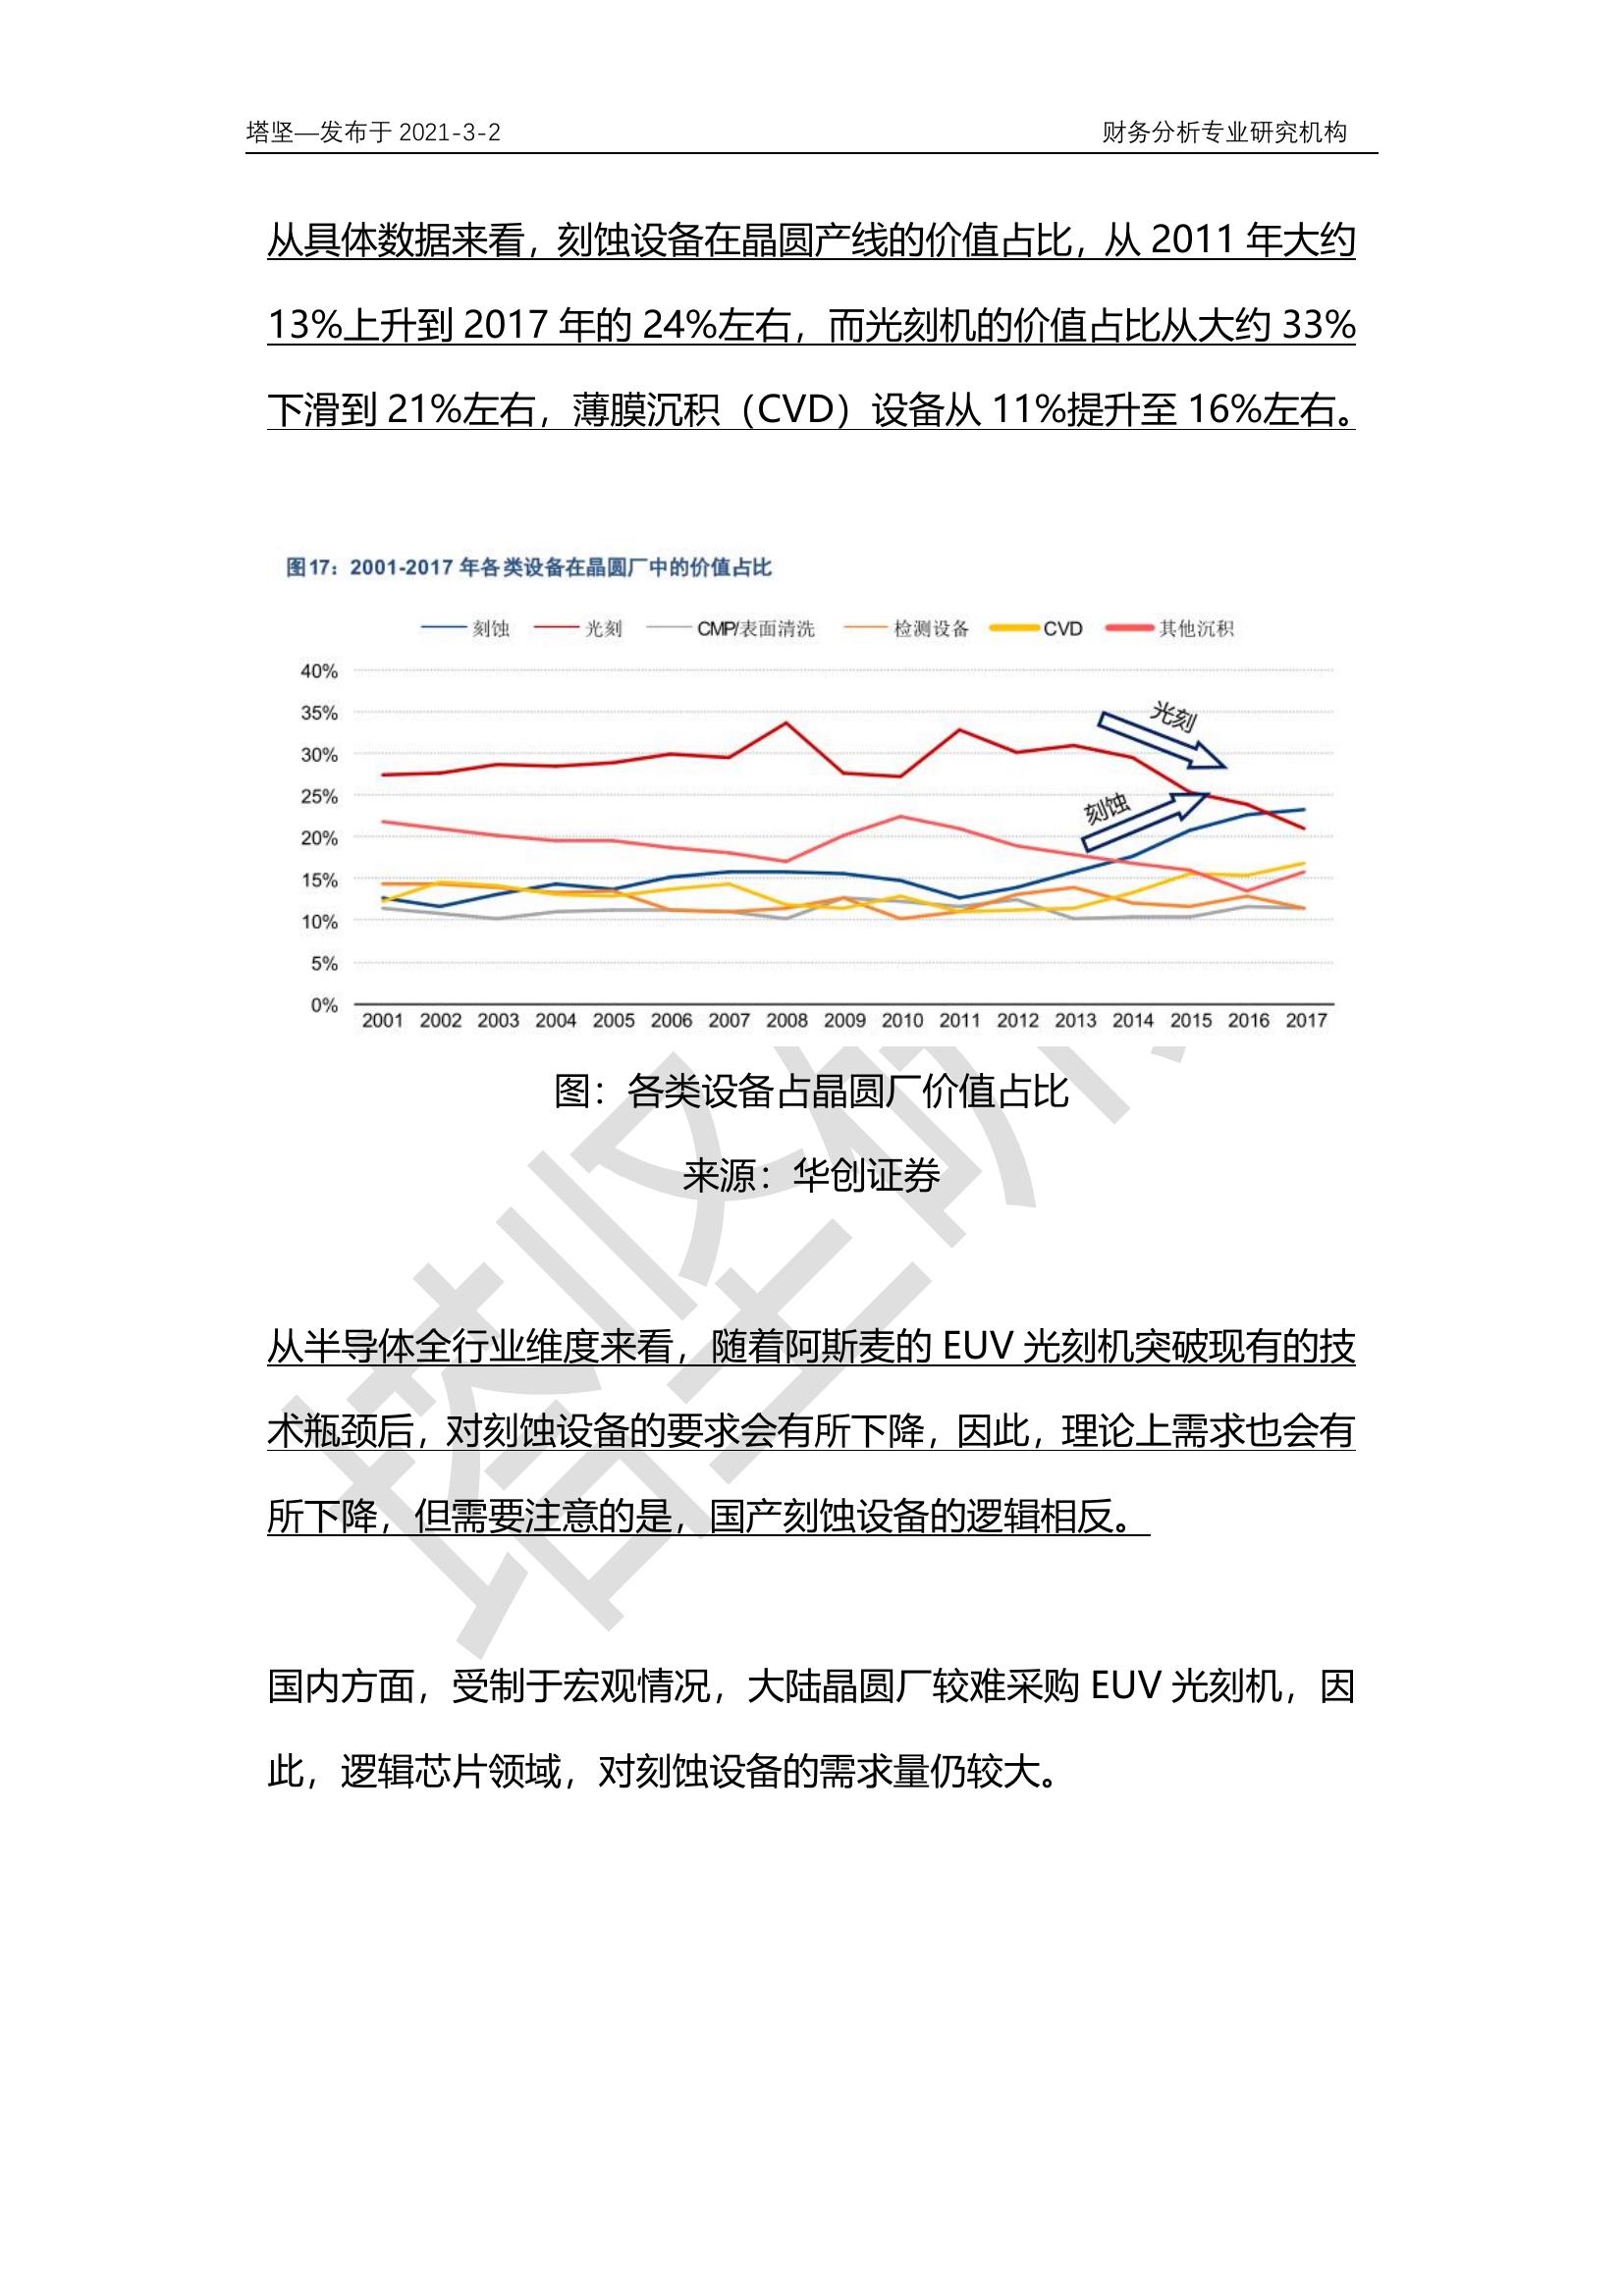 塔坚—发布于 2021-3-2 财务分析专业研究机构
从具体数据来看，刻蚀设备在晶圆产线的价值占比，从 2011 年大约
13%上升到 2017 年的 24%左右，而光刻机的价值占比从大约 33%
下滑到 21%左右，薄膜沉积（CVD）设备从 11%提升至 16%左右。
图17：2001-2017 年各类设备在晶圆厂中的价值占比
刻蚀 光刻 CMP/表面清洗 检测设备 CVD 其他沉积
40%
35%
光刻
30%
25%
刻蚀
20%
15%
10%
5%
0%
2001 2002 2003 2004 2005 2006 2007 2008 2009 2010 2011 2012 2013 2014 2015 2016 2017
图：各类设备占晶圆厂价值占比
来源：华创证券
从半导体全行业维度来看，随着阿斯麦的 EUV 光刻机突破现有的技
术瓶颈后，对刻蚀设备的要求会有所下降，因此，理论上需求也会有
所下降，但需要注意的是，国产刻蚀设备的逻辑相反。
国内方面，受制于宏观情况，大陆晶圆厂较难采购 EUV 光刻机，因
此，逻辑芯片领域，对刻蚀设备的需求量仍较大。
塔坚